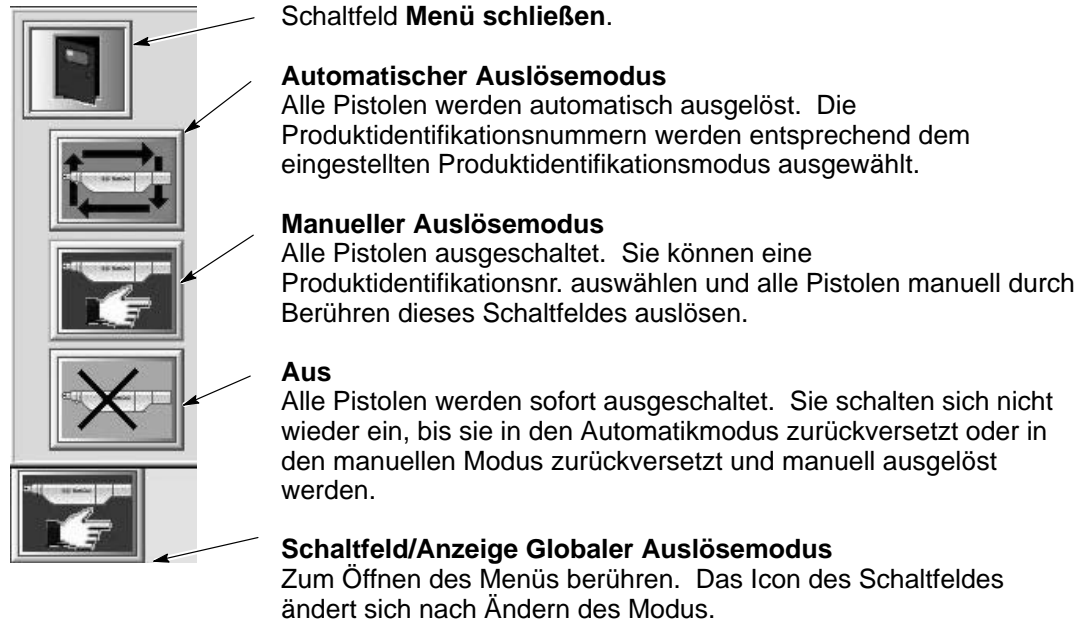 Schaltfeld Menü schließen.
Automatischer Auslösemodus
Alle Pistolen werden automatisch ausgelöst. Die
Produktidentifikationsnummern werden entsprechend dem
eingestellten Produktidentifikationsmodus ausgewählt.
Manueller Auslösemodus
Alle Pistolen ausgeschaltet. Sie können eine
Produktidentifikationsnr. auswählen und alle Pistolen manuell durch
Berühren dieses Schaltfeldes auslösen.
Aus
Alle Pistolen werden sofort ausgeschaltet. Sie schalten sich nicht
wieder ein, bis sie in den Automatikmodus zurückversetzt oder in
den manuellen Modus zurückversetzt und manuell ausgelöst
werden.
Schaltfeld/Anzeige Globaler Auslösemodus
Zum Öffnen des Menüs berühren. Das Icon des Schaltfeldes
ändert sich nach Ändern des Modus.